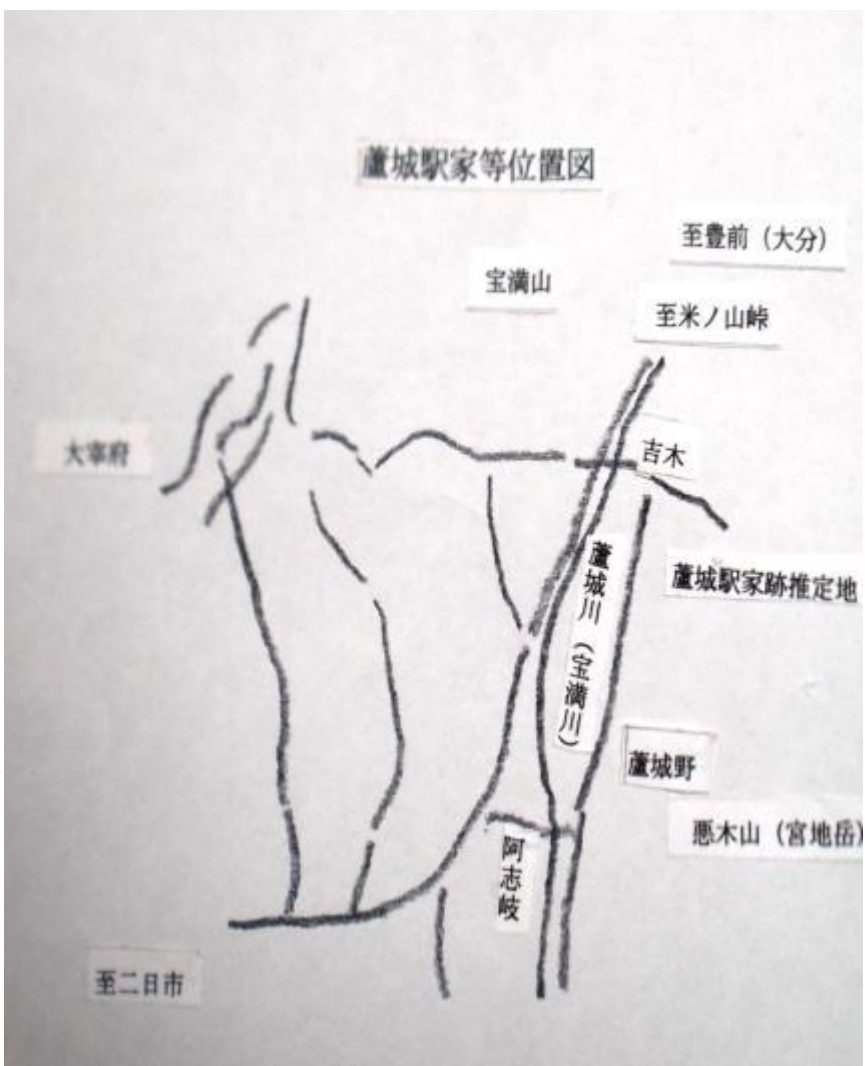 蘆城駅家等位置図
至豊前（大分）
宝満山
至米ノ山峠
大宰府
吉木
蘆城川（宝満川）
蘆城駅家跡推定地
蘆城野
悪木山（宮地岳）
阿志岐
至二日市